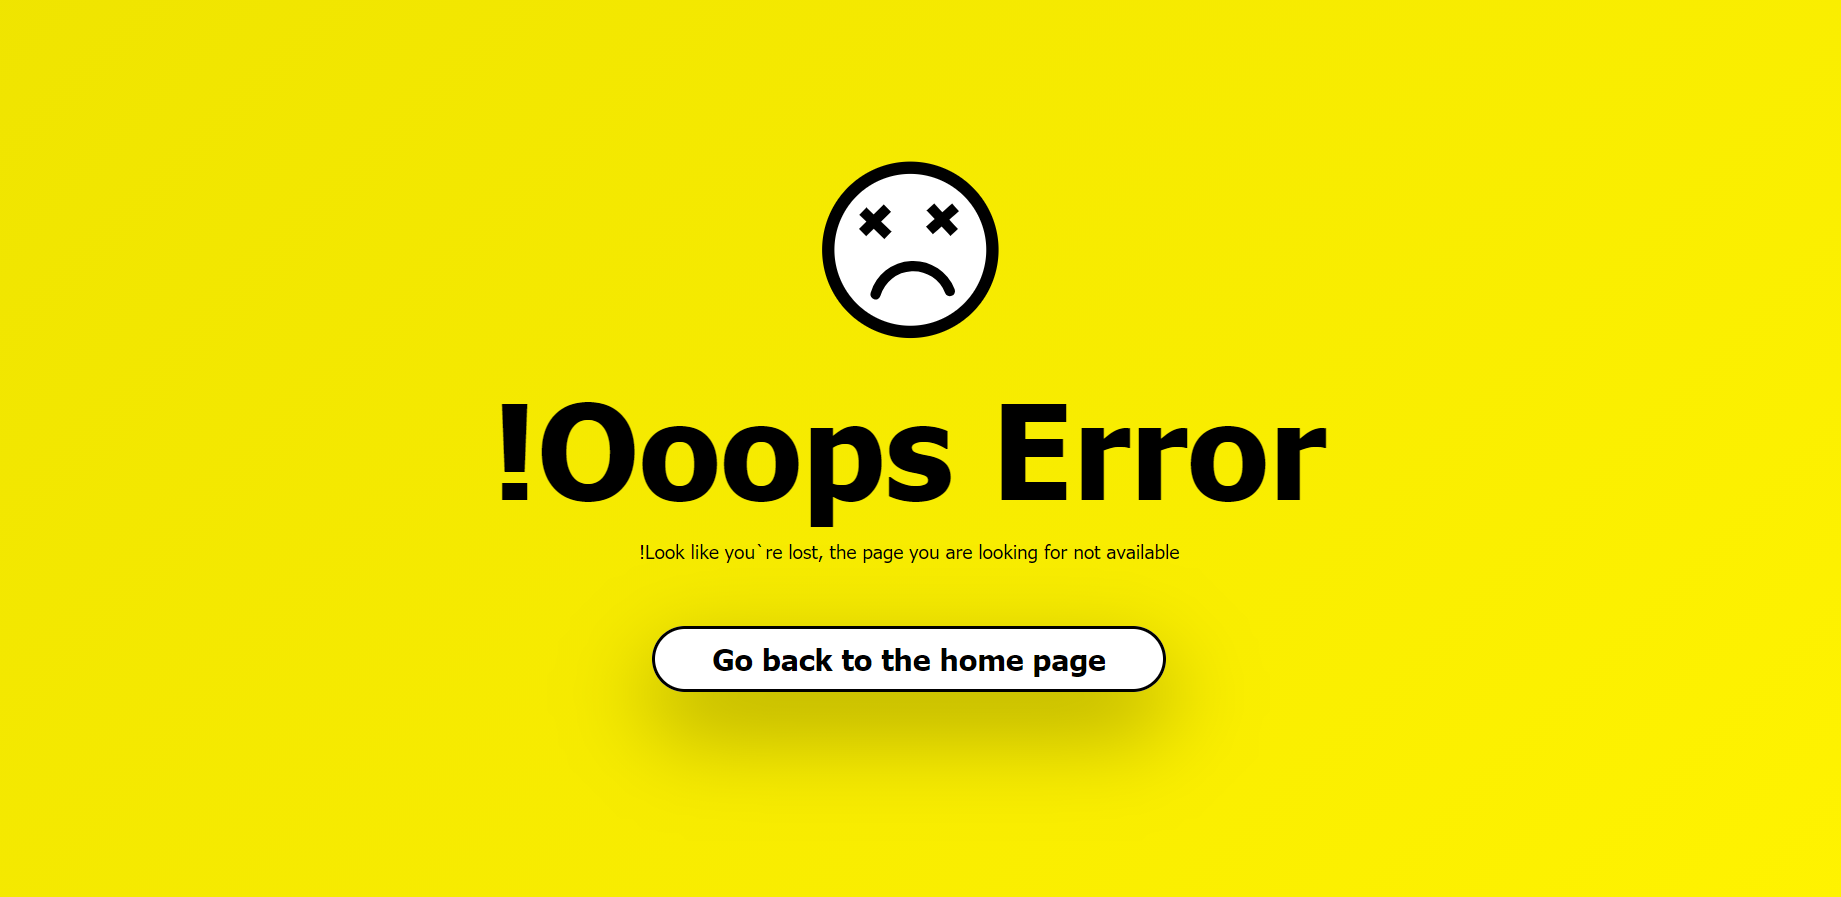 !Ooops Error
!Look like you`re lost, the page you are looking for not available
Go back to the home page